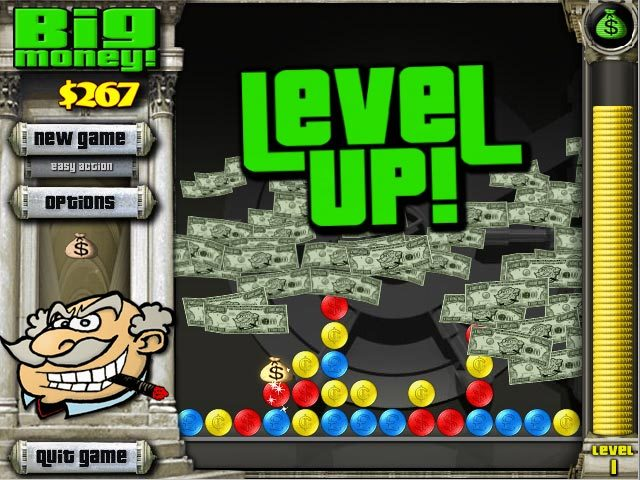 Big
money!
$267
new game
easy action
options
quit game
Level
UP!
$
$
$
Level
1